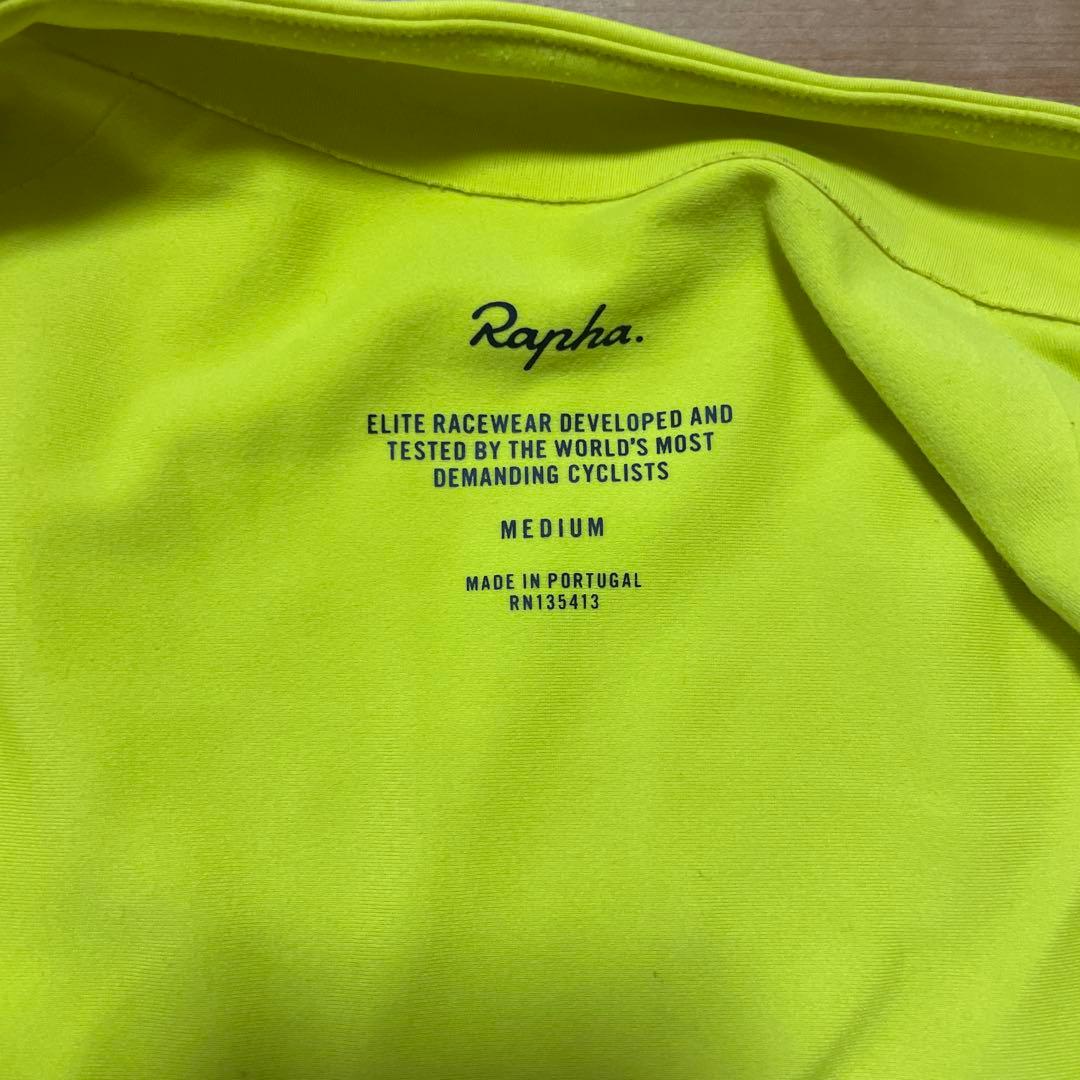 Rapha.
ELITE RACEWEAR DEVELOPED AND
TESTED BY THE WORLD'S MOST
DEMANDING CYCLISTS
MEDIUM
MADE IN PORTUGAL
RN135413